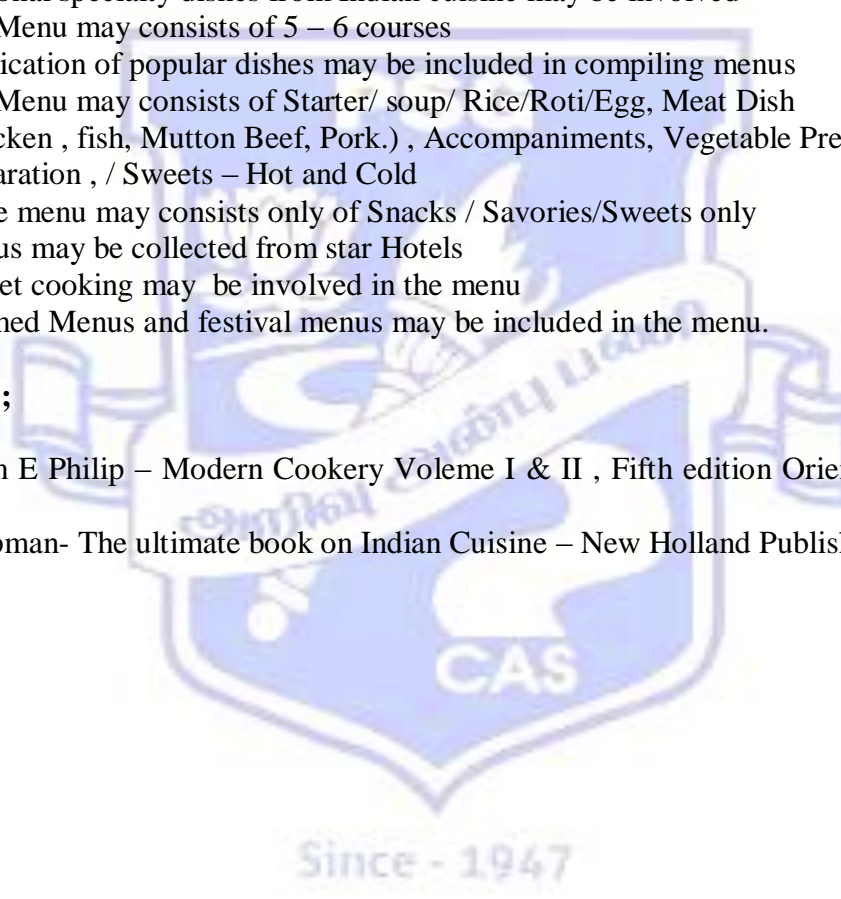 onal specialty dishes from Indian cuisine may be involved
Menu may consists of 5 – 6 courses
ication of popular dishes may be included in compiling menus
Menu may consists of Starter/ soup/ Rice/Roti/Egg, Meat Dish
cken , fish, Mutton Beef, Pork.) , Accompaniments, Vegetable Pre
aration , / Sweets – Hot and Cold
e menu may consists only of Snacks / Savories/Sweets only
us may be collected from star Hotels
et cooking may be involved in the menu
ned Menus and festival menus may be included in the menu.
;
n E Philip – Modern Cookery Voleme I & II , Fifth edition Orie
oman- The ultimate book on Indian Cuisine – New Holland Publish
PSG
CAS
Since - 1947